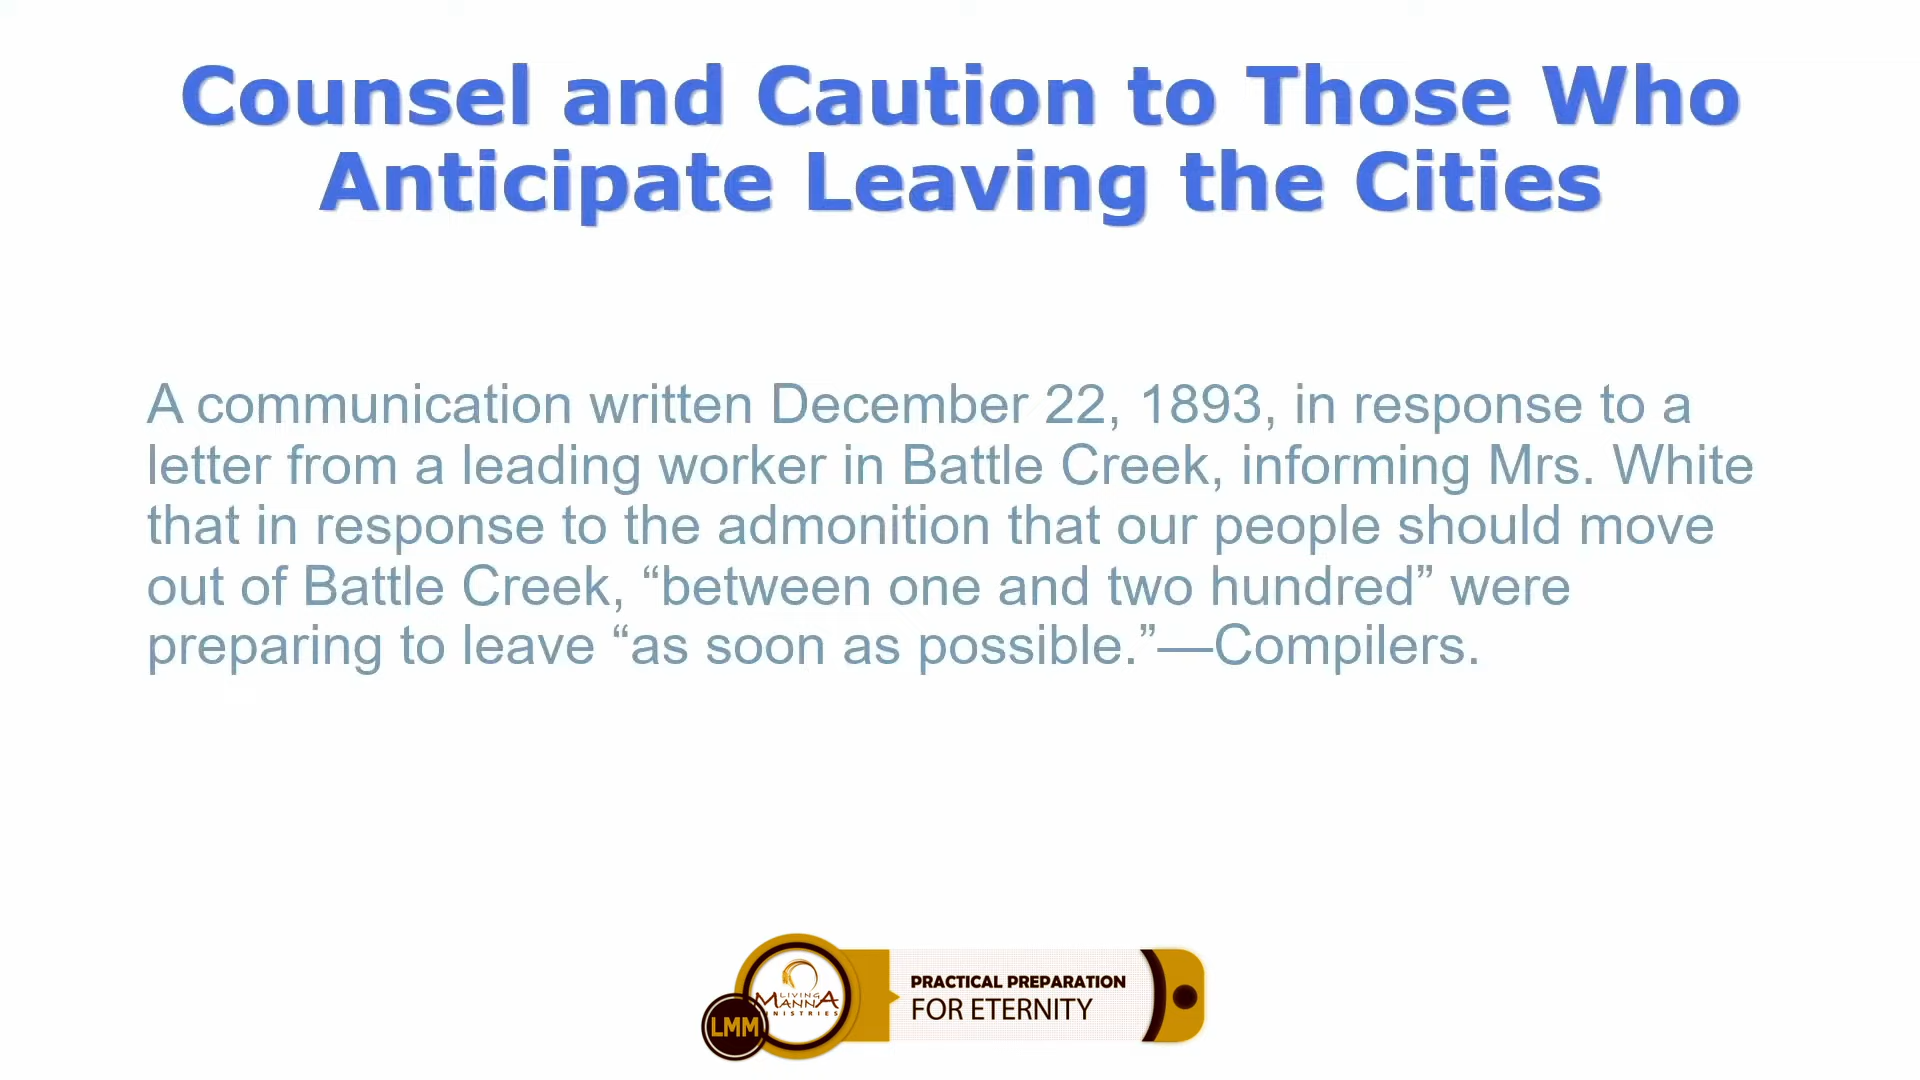 Counsel and Caution to Those Who
Anticipate Leaving the Cities
A communication written December 22, 1893, in response to a
letter from a leading worker in Battle Creek, informing Mrs. White
that in response to the admonition that our people should move
out of Battle Creek, “between one and two hundred” were
preparing to leave “as soon as possible.”—Compilers.
LIVING
MANNA
INISTRIES
LMM
PRACTICAL PREPARATION
FOR ETERNITY